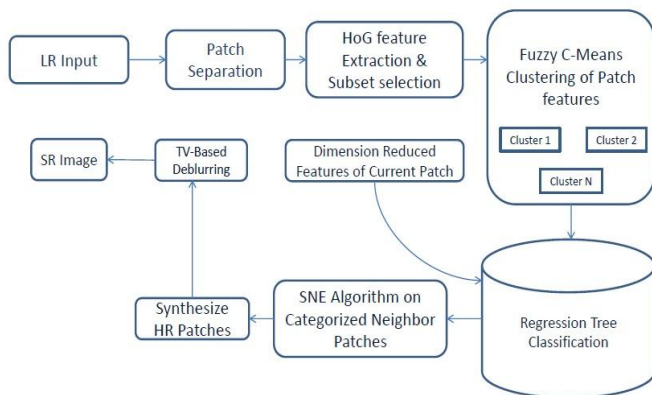 LR Input
Patch
Separation
HoG feature
Extraction &
Subset selection
Fuzzy C-Means
Clustering of Patch
features
Cluster 1
Cluster 2
Cluster N
SR Image
TV-Based
Deblurring
Dimension Reduced
Features of Current Patch
Synthesize
HR Patches
SNE Algorithm on
Categorized Neighbor
Patches
Regression Tree
Classification